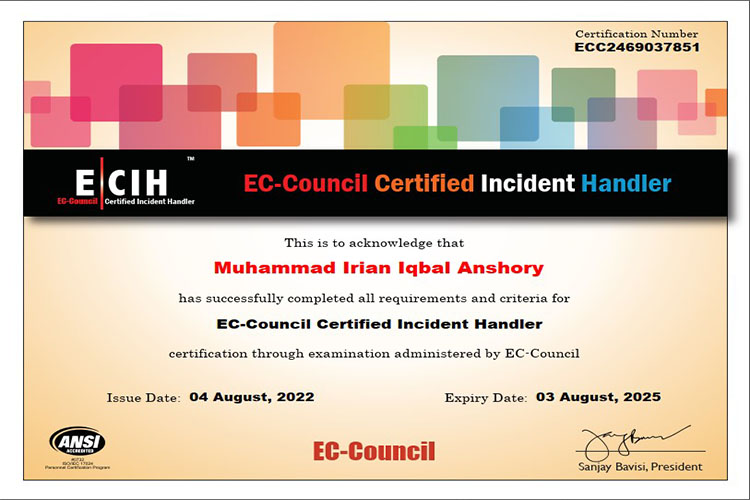 Certification Number
ECC2469037851
E|CIH ™
EC-Council Certified Incident Handler
EC-Council Certified Incident Handler
This is to acknowledge that
Muhammad Irian Iqbal Anshory
has successfully completed all requirements and criteria for
EC-Council Certified Incident Handler
certification through examination administered by EC-Council
Issue Date: 04 August, 2022 Expiry Date: 03 August, 2025
ANSI
ACCREDITED
ISO/IEC 17024
Personnel Certification Program
EC-Council
Sanjay Bavisi, President